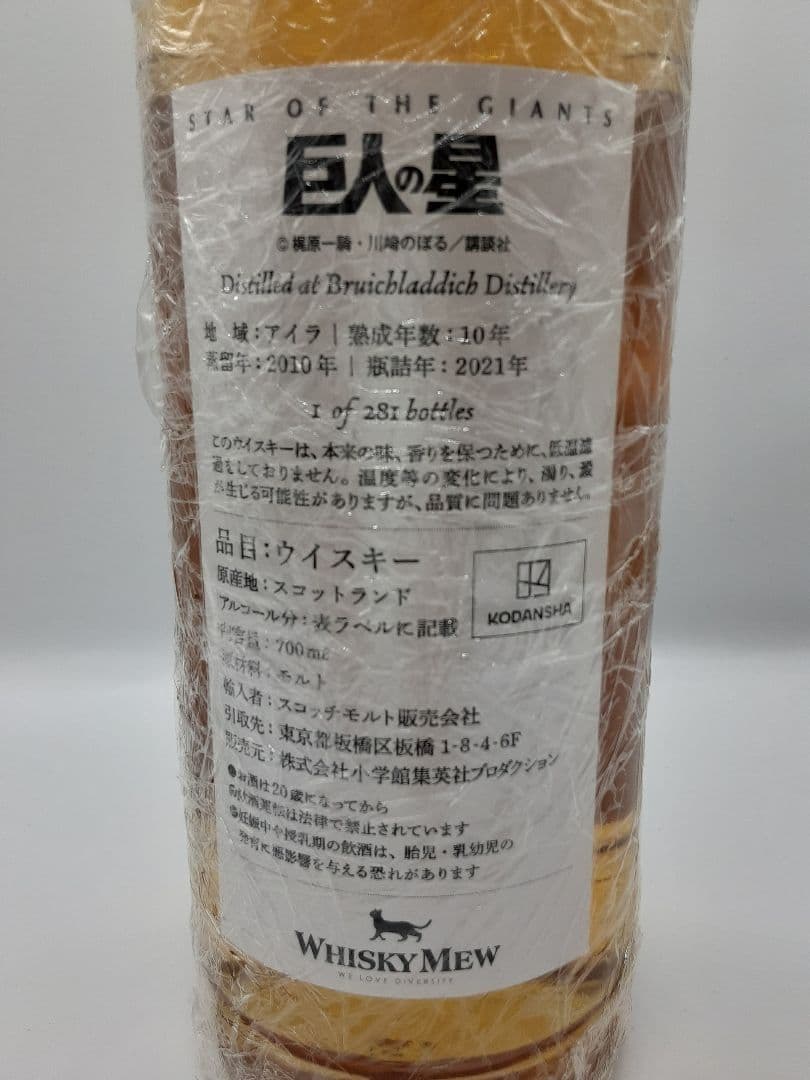 STAR OF THE GIANTS
巨人の星
©梶原一騎・川崎のぼる/講談社
Distilled at Bruichladdich Distillery
地 域:アイラ | 熟成年数:10年
蒸留年:2010年 | 瓶詰年:2021年
1 of 281 bottles
このウイスキーは、本来の味、香りを保つために、低温濾
過をしておりません。温度等の変化により、濁り、澱
が生じる可能性がありますが、品質に問題ありません。
品目:ウイスキー
原産地:スコットランド
アルコール分:表ラベルに記載
内容量:700mℓ
原材料:モルト
輸入者:スコッチモルト販売会社
引取先:東京都板橋区板橋1-8-4-6F
販売元:株式会社小学館集英社プロダクション
KODANSHA
●お酒は20歳になってから
●飲酒運転は法律で禁止されています
●妊娠中や授乳期の飲酒は、胎児・乳幼児の
発育に悪影響を与える恐れがあります
WHISKY MEW
WE LOVE DIVERSITY